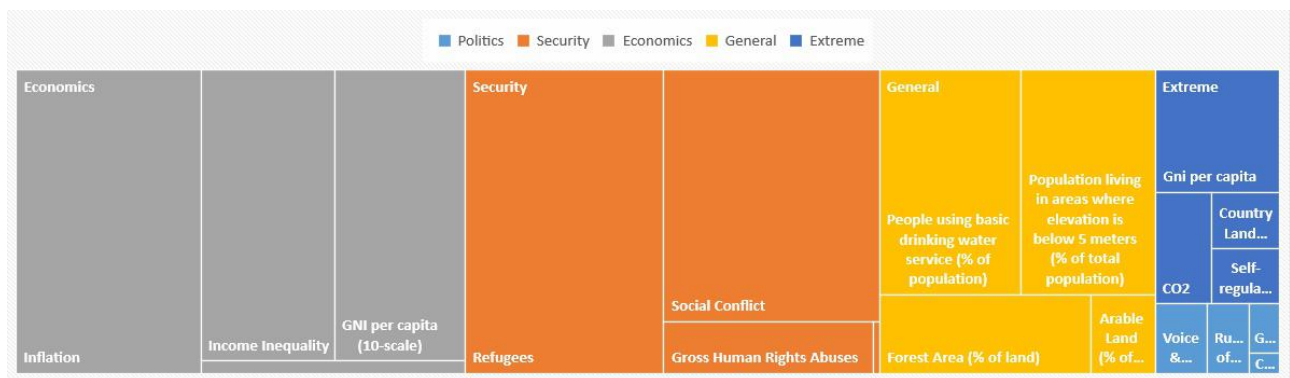 Politics Security Economics General Extreme
Economics
Inflation
Income Inequality
GNI per capita
(10-scale)
Security
Refugees
Social Conflict
Gross Human Rights Abuses
General
People using basic
drinking water
service (% of
population)
Population living
in areas where
elevation is
below 5 meters
(% of total
population)
Forest Area (% of land)
Arable
Land
(% of...
Extreme
Gni per capita
CO2
Country
Land...
Self-
regula...
Voice
&...
Ru...
of...
G...
C...